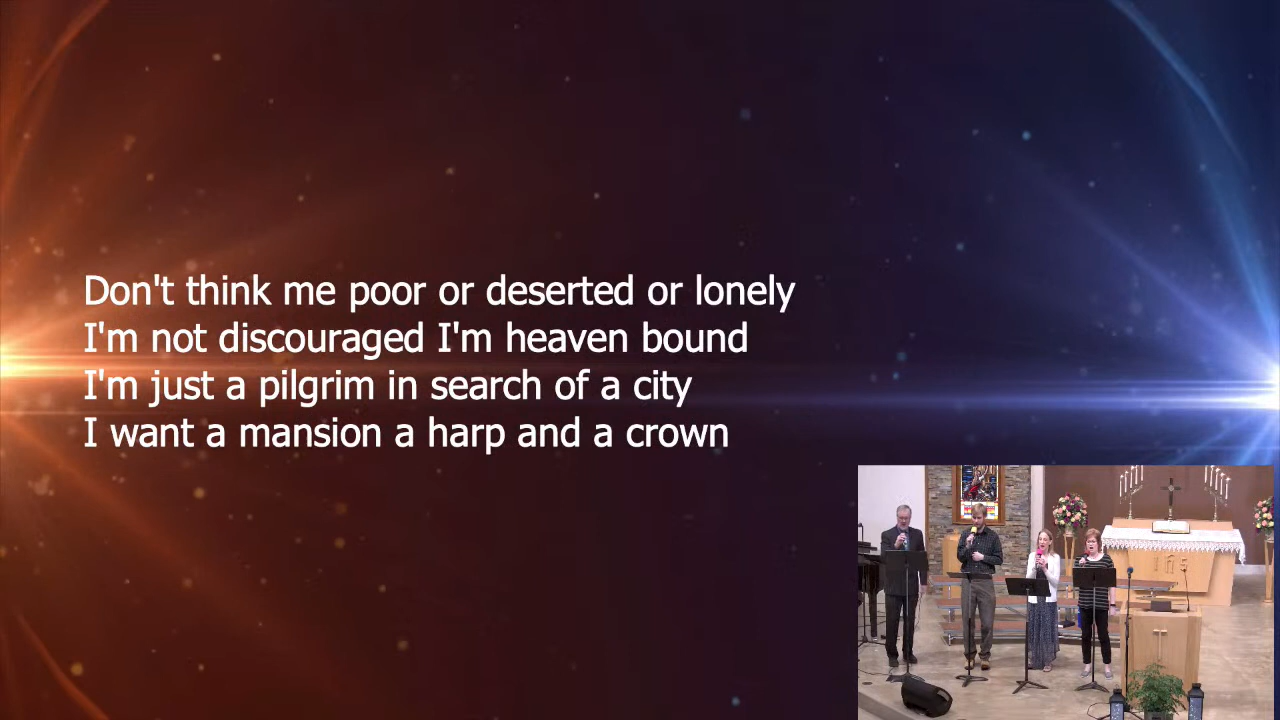 Don't think me poor or deserted or lonely
I'm not discouraged I'm heaven bound
I'm just a pilgrim in search of a city
I want a mansion a harp and a crown